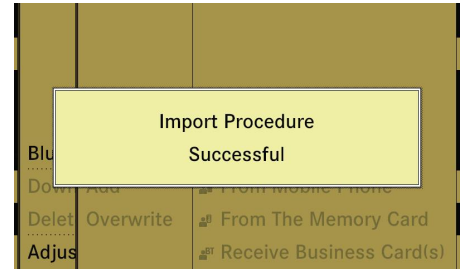 Import Procedure
Successful
Blu
Add
From Mobile Phone
Delet Overwrite From The Memory Card
Adjus Receive Business Card(s)